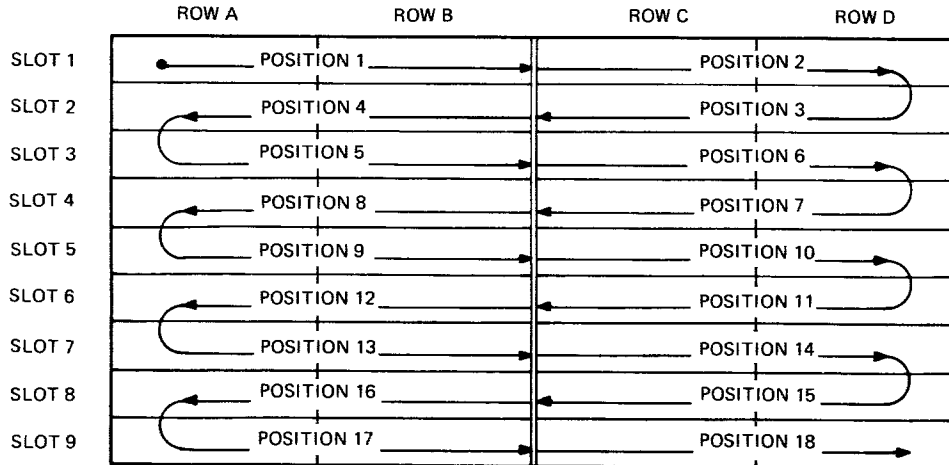 ROW A ROW B ROW C ROW D
SLOT 1 POSITION 1 POSITION 2
SLOT 2 POSITION 4 POSITION 3
SLOT 3 POSITION 5 POSITION 6
SLOT 4 POSITION 8 POSITION 7
SLOT 5 POSITION 9 POSITION 10
SLOT 6 POSITION 12 POSITION 11
SLOT 7 POSITION 13 POSITION 14
SLOT 8 POSITION 16 POSITION 15
SLOT 9 POSITION 17 POSITION 18